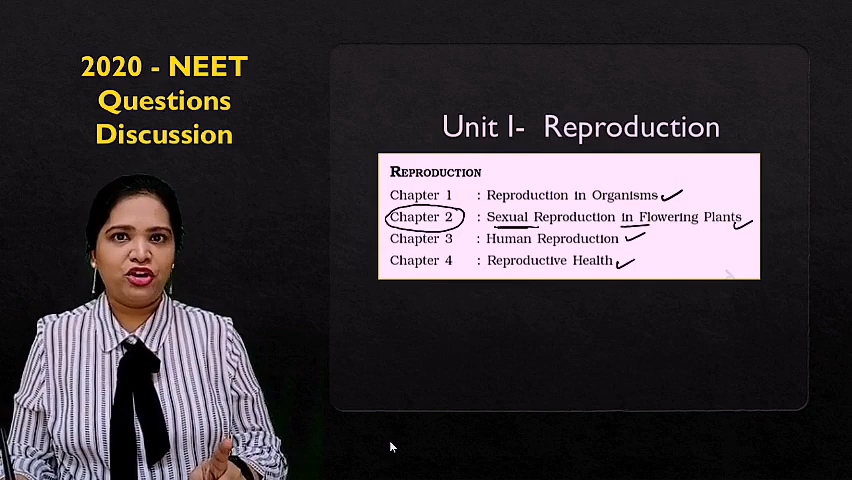 2020 - NEET
Questions
Discussion
Unit I- Reproduction
REPRODUCTION
Chapter 1 : Reproduction in Organisms
Chapter 2 : Sexual Reproduction in Flowering Plants
Chapter 3 : Human Reproduction
Chapter 4 : Reproductive Health